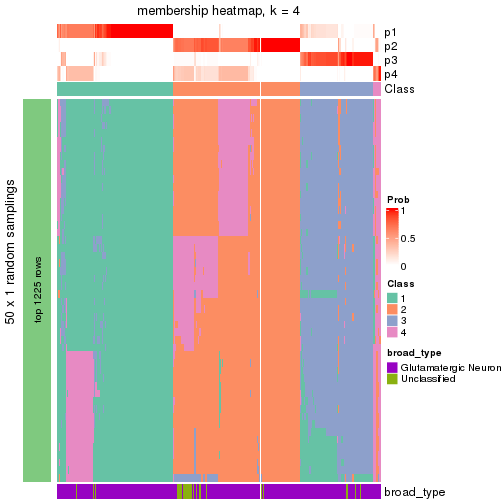 membership heatmap, k = 4
p1
p2
p3
p4
Class
50 x 1 random samplings
top 1225 rows
Prob
1
0.5
0
Class
1
2
3
4
broad_type
Glutamatergic Neuron
Unclassified
broad_type